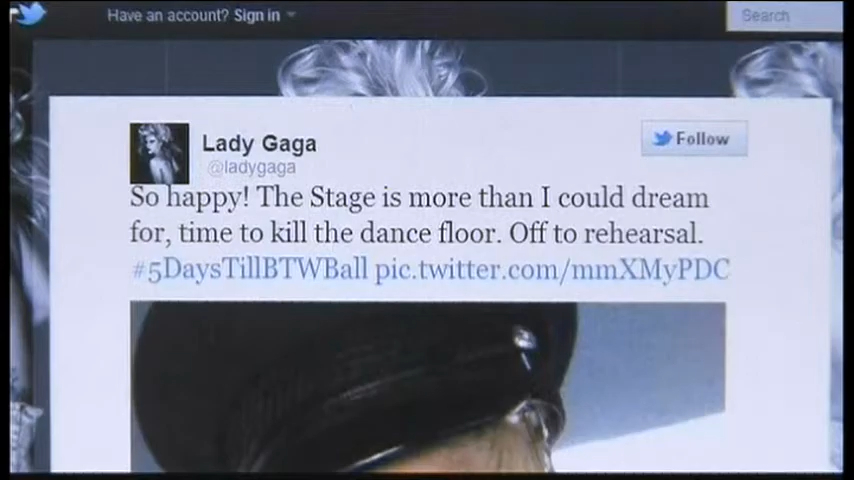 Have an account? Sign in
Search
Lady Gaga
@ladygaga
Follow
So happy! The Stage is more than I could dream
for, time to kill the dance floor. Off to rehearsal.
#5DaysTillBTWBall pic.twitter.com/mmXMyPDC